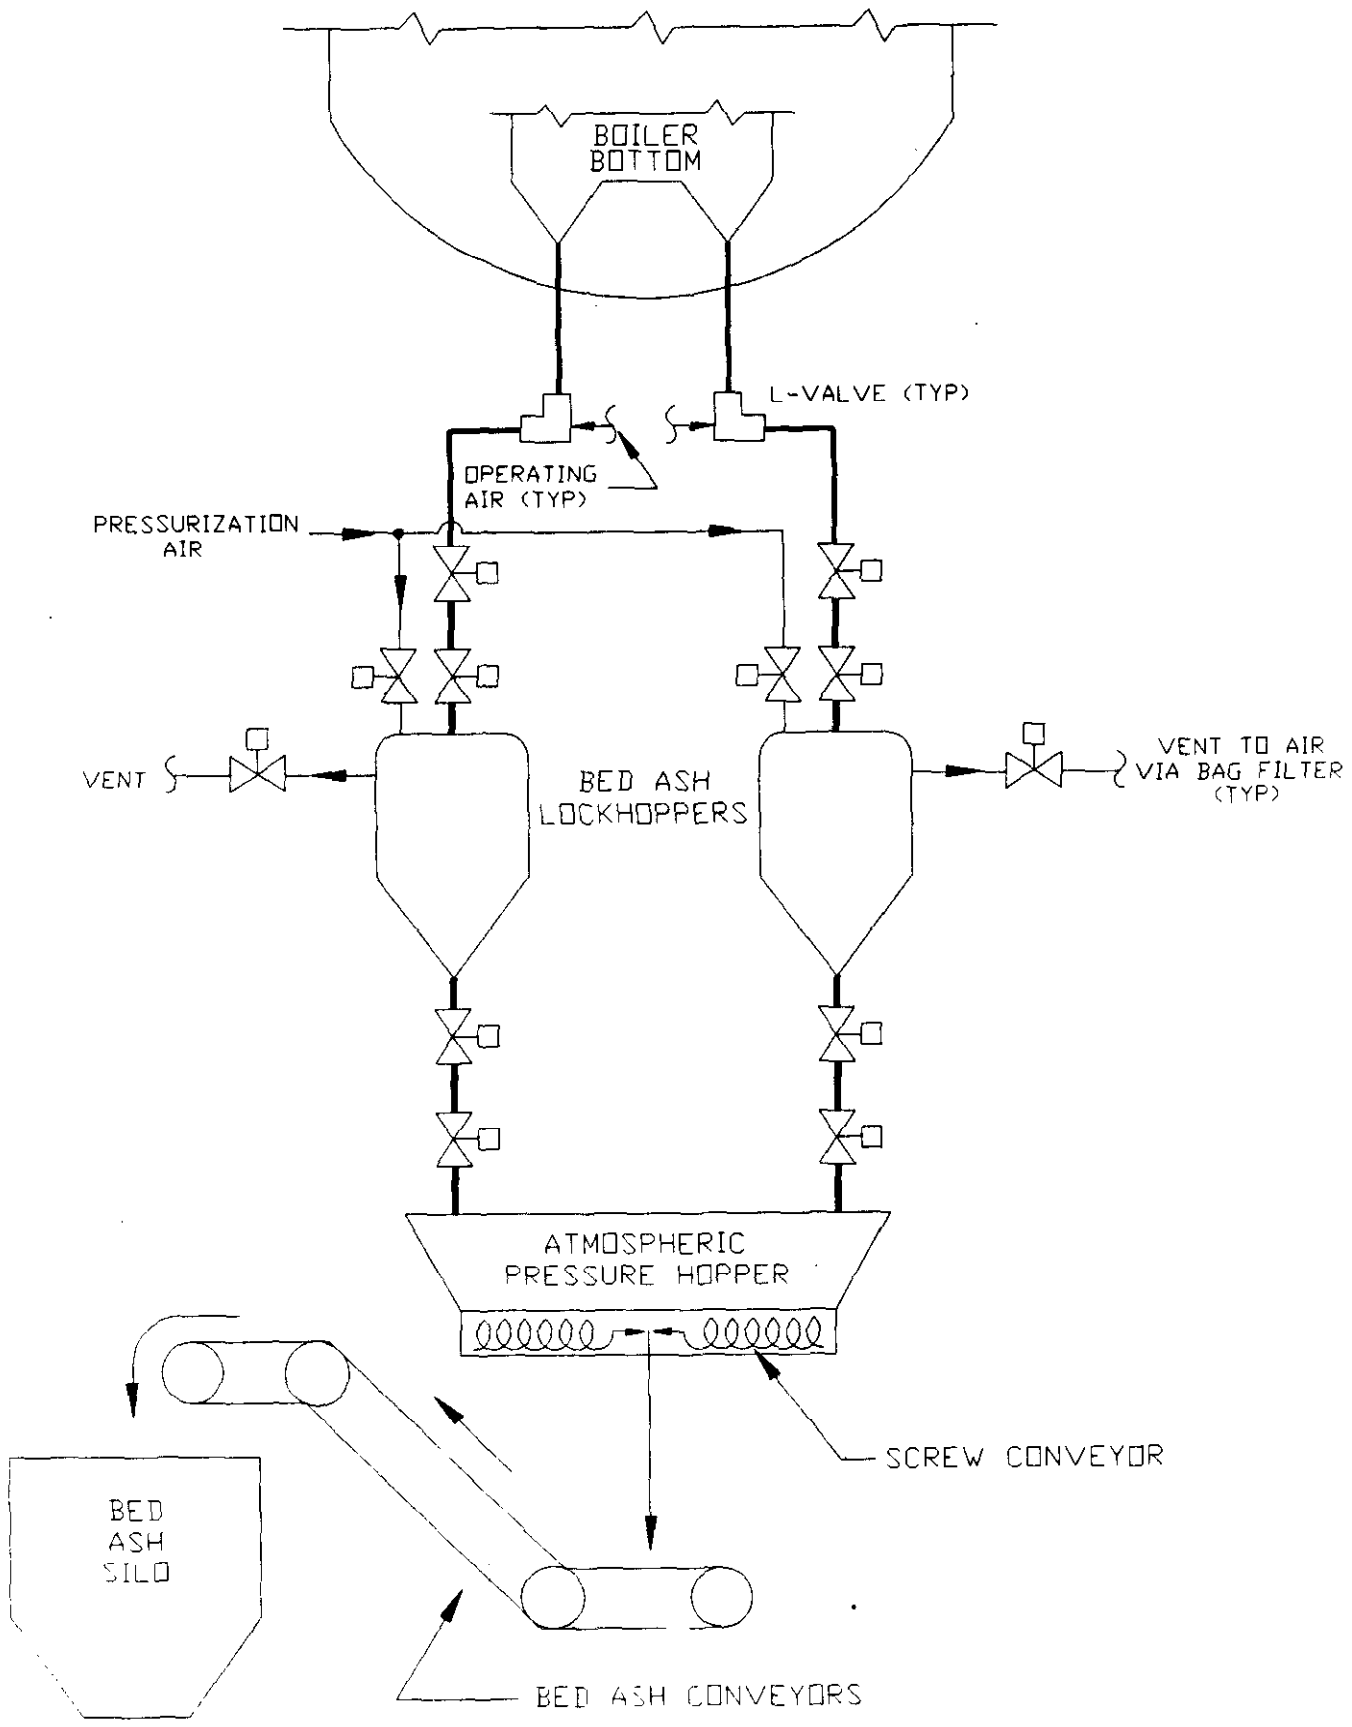 BOILER
BOTTOM
L-VALVE (TYP)
OPERATING
AIR (TYP)
PRESSURIZATION
AIR
VENT
BED ASH
LOCKHOPPERS
VENT TO AIR
VIA BAG FILTER
(TYP)
ATMOSPHERIC
PRESSURE HOPPER
SCREW CONVEYOR
BED
ASH
SILO
BED ASH CONVEYORS